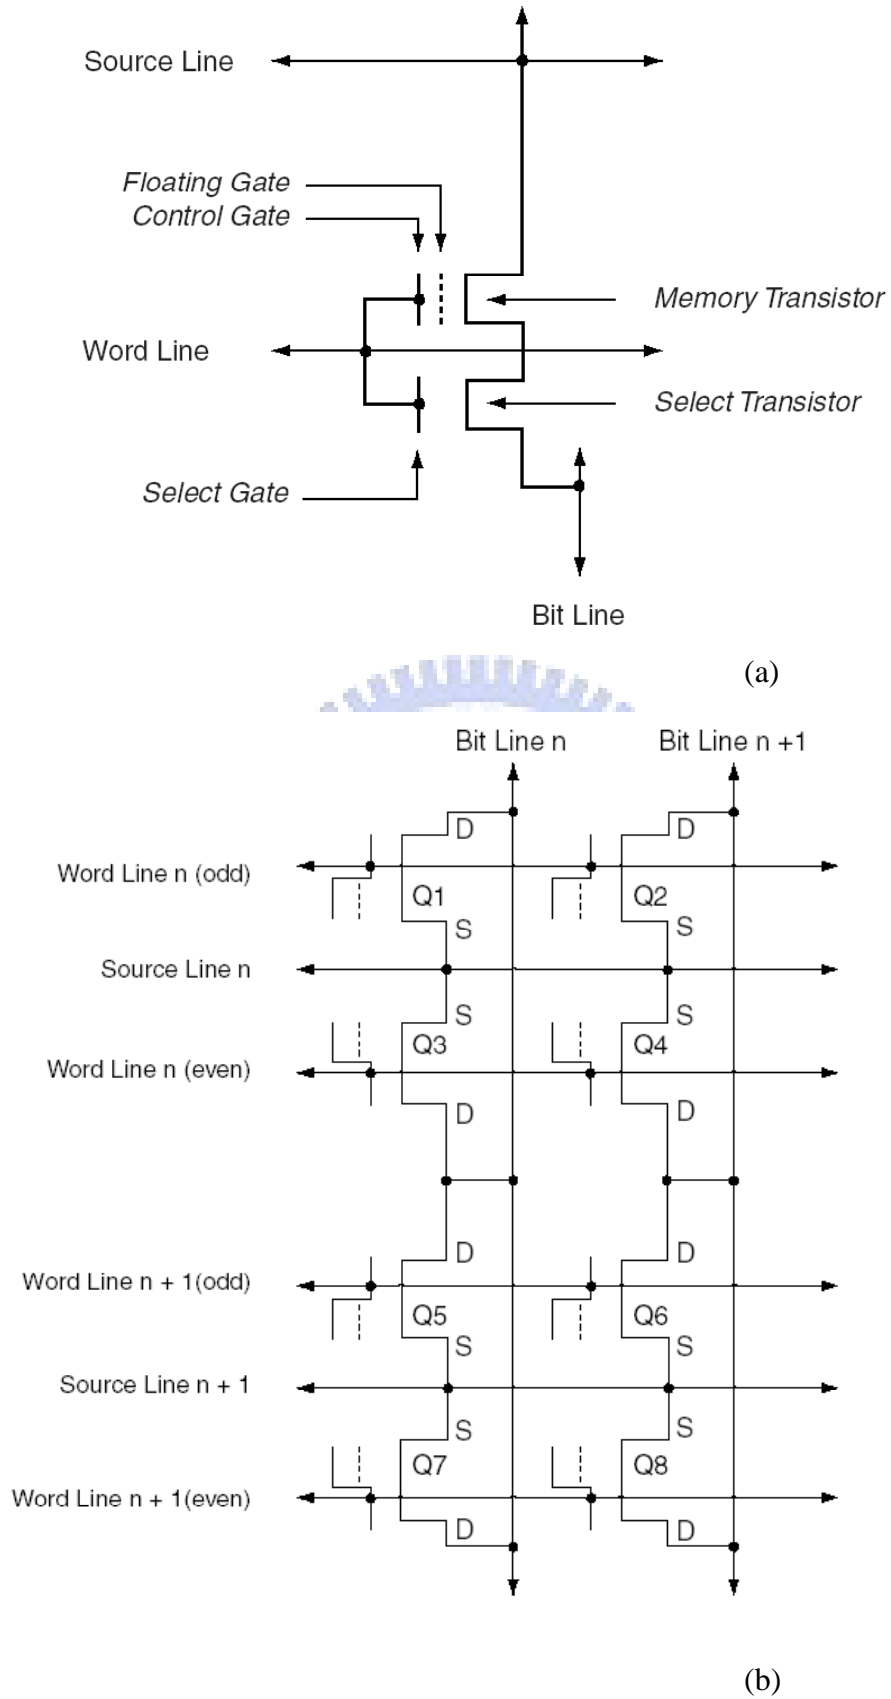 Source Line
Floating Gate
Control Gate
Memory Transistor
Word Line
Select Transistor
Select Gate
Bit Line
(a)
Bit Line n
Bit Line n +1
D
D
Word Line n (odd)
Q1
Q2
S
S
Source Line n
S
S
Q3
Q4
Word Line n (even)
D
D
D
D
Word Line n + 1(odd)
Q5
Q6
S
S
Source Line n + 1
S
S
Q7
Q8
Word Line n + 1(even)
D
D
(b)